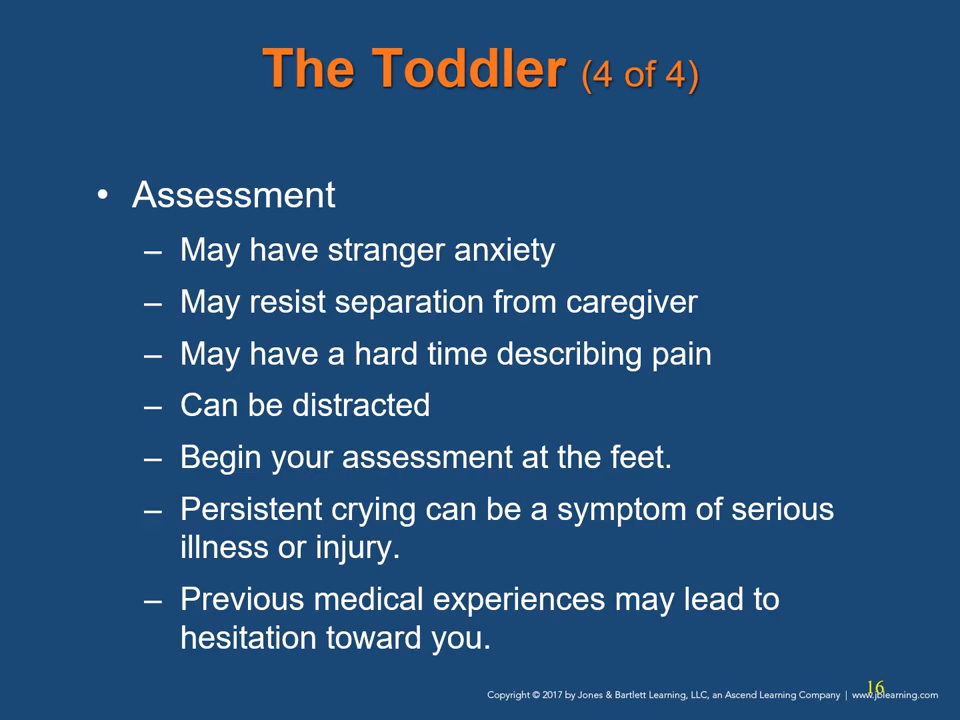 The Toddler (4 of 4)
• Assessment
– May have stranger anxiety
– May resist separation from caregiver
– May have a hard time describing pain
– Can be distracted
– Begin your assessment at the feet.
– Persistent crying can be a symptom of serious
illness or injury.
– Previous medical experiences may lead to
hesitation toward you.
16
Copyright © 2017 by Jones & Bartlett Learning, LLC, an Ascend Learning Company | www.jblearning.com